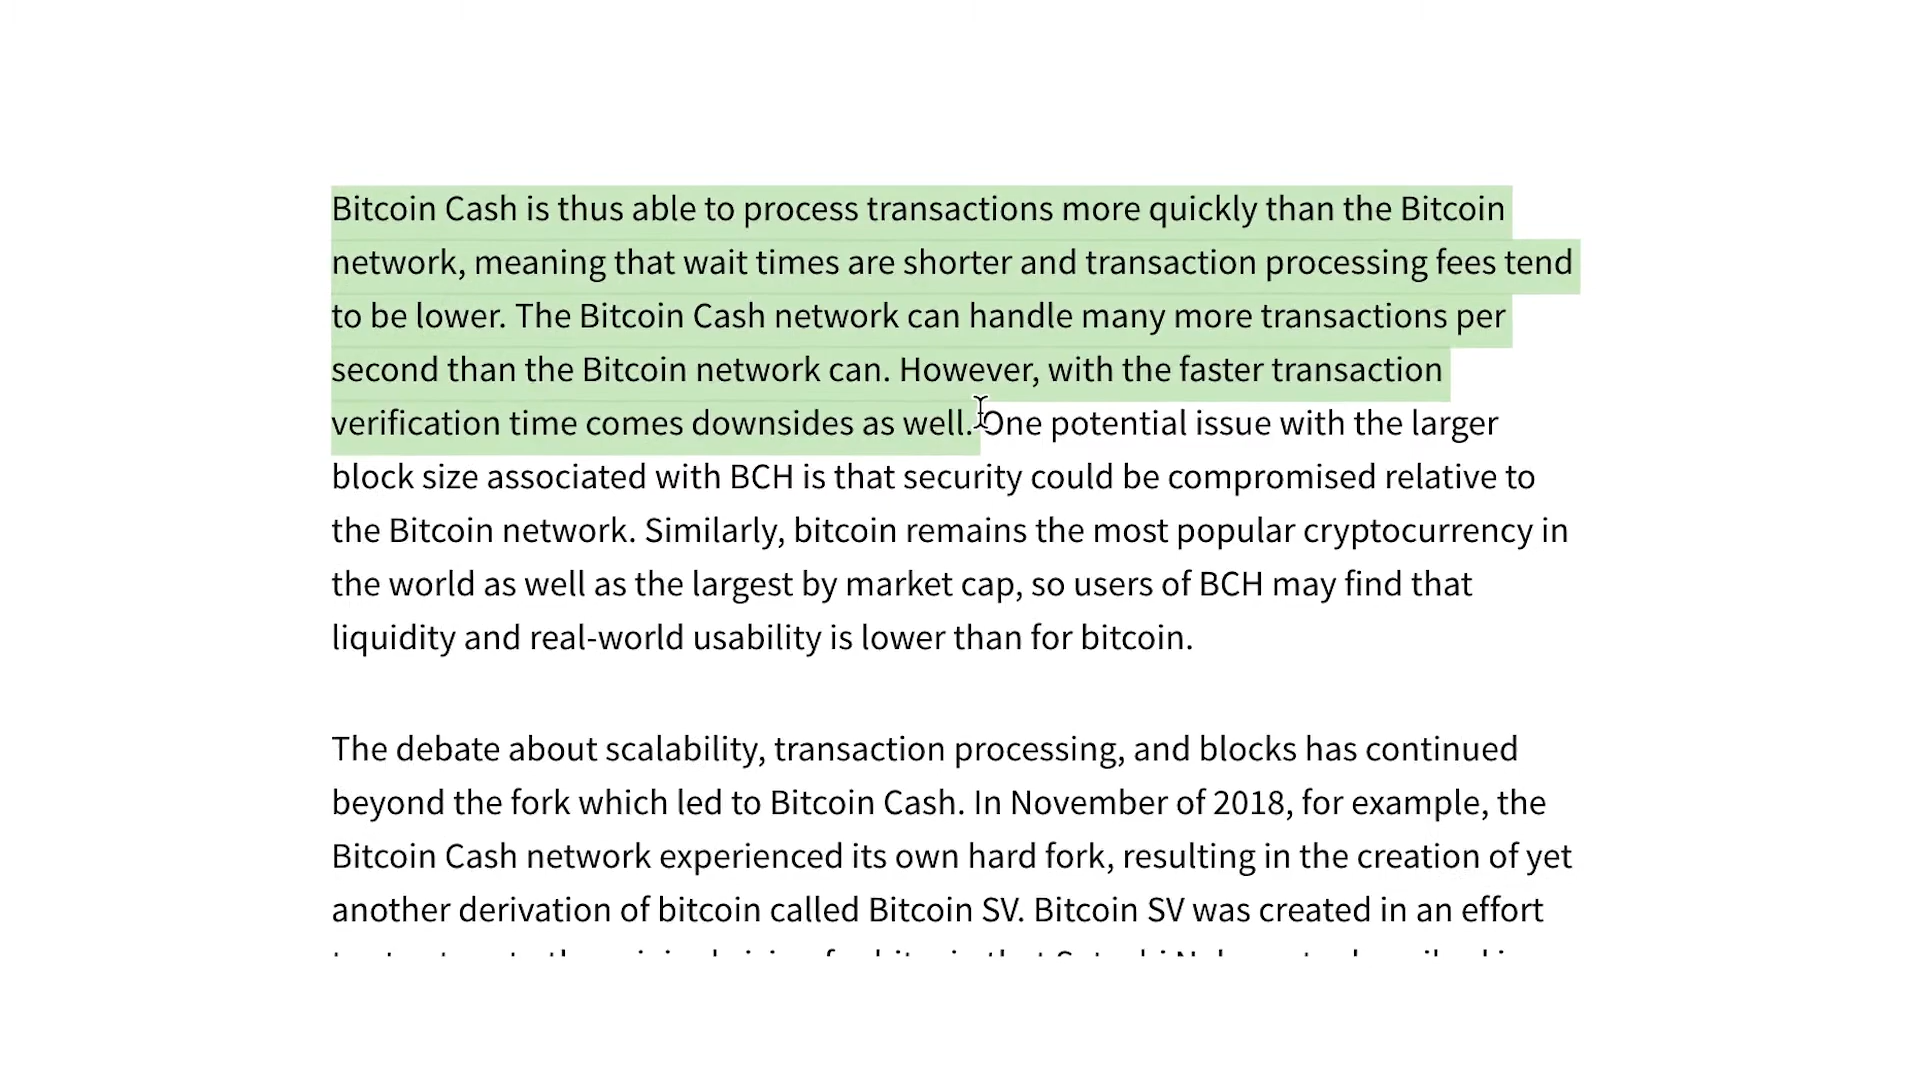 Bitcoin Cash is thus able to process transactions more quickly than the Bitcoin
network, meaning that wait times are shorter and transaction processing fees tend
to be lower. The Bitcoin Cash network can handle many more transactions per
second than the Bitcoin network can. However, with the faster transaction
verification time comes downsides as well. One potential issue with the larger
block size associated with BCH is that security could be compromised relative to
the Bitcoin network. Similarly, bitcoin remains the most popular cryptocurrency in
the world as well as the largest by market cap, so users of BCH may find that
liquidity and real-world usability is lower than for bitcoin.
The debate about scalability, transaction processing, and blocks has continued
beyond the fork which led to Bitcoin Cash. In November of 2018, for example, the
Bitcoin Cash network experienced its own hard fork, resulting in the creation of yet
another derivation of bitcoin called Bitcoin SV. Bitcoin SV was created in an effort